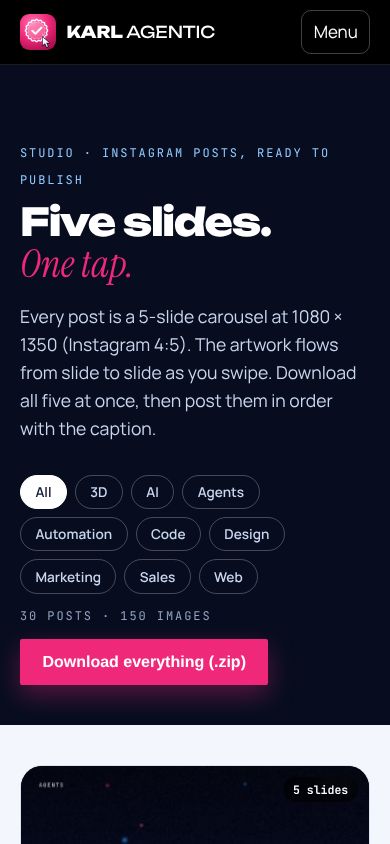 KARL AGENTIC
Menu
STUDIO · INSTAGRAM POSTS, READY TO
PUBLISH
Five slides.
One tap.
Every post is a 5-slide carousel at 1080 ×
1350 (Instagram 4:5). The artwork flows
from slide to slide as you swipe. Download
all five at once, then post them in order
with the caption.
All
3D
AI
Agents
Automation
Code
Design
Marketing
Sales
Web
30 POSTS · 150 IMAGES
Download everything (.zip)
AGENTS
5 slides